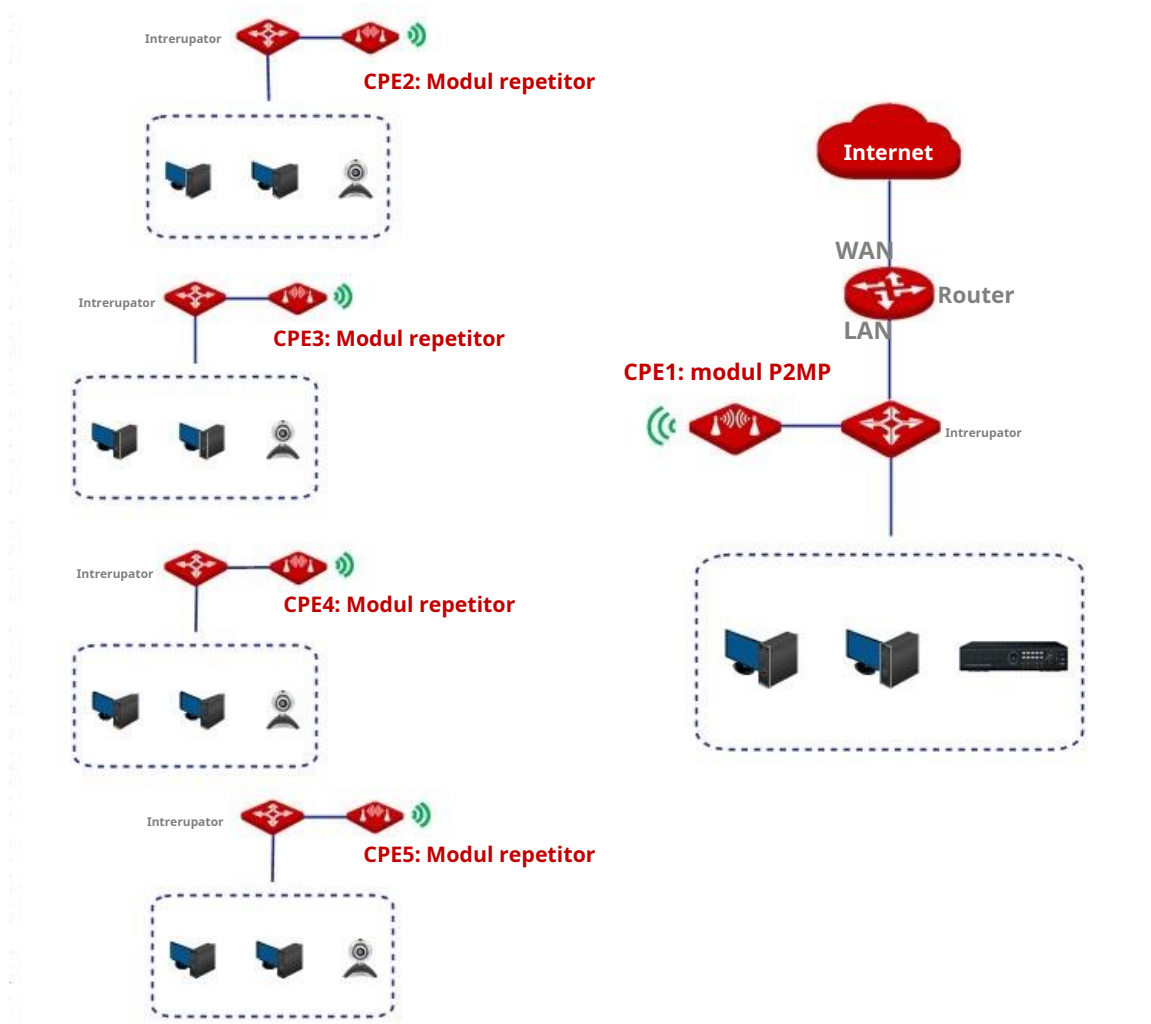 Intrerupator
CPE2: Modul repetitor
Internet
WAN
Intrerupator
CPE3: Modul repetitor
Router
LAN
CPE1: modul P2MP
Intrerupator
Intrerupator
CPE4: Modul repetitor
Intrerupator
CPE5: Modul repetitor